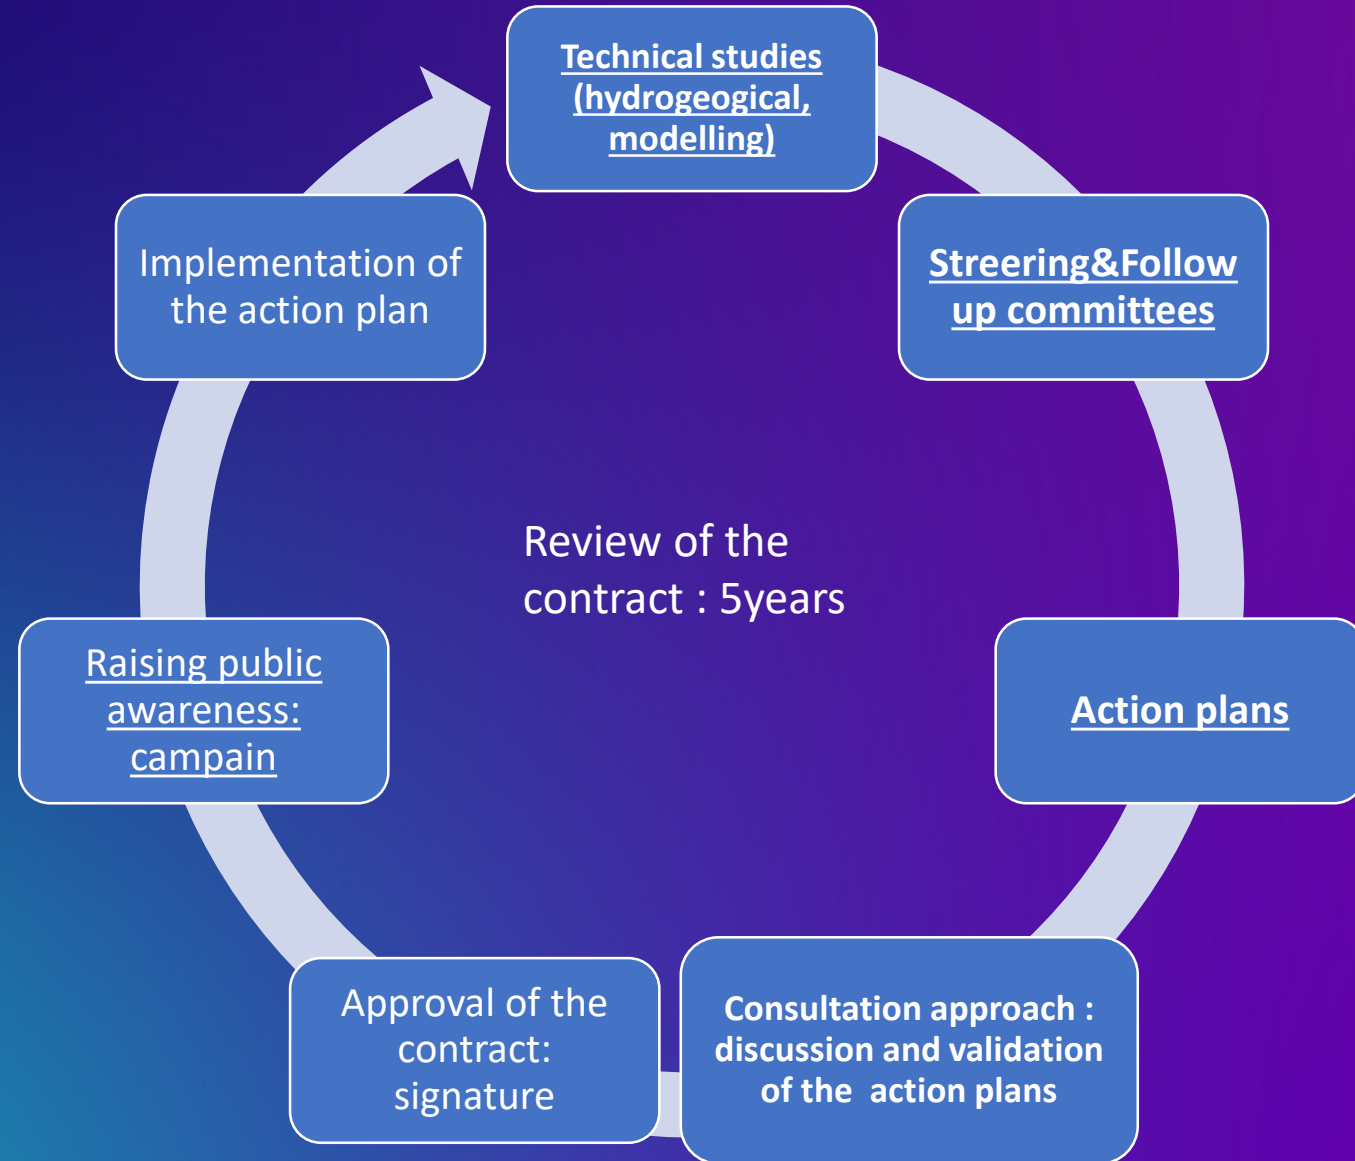 Technical studies
(hydrogeogical,
modelling)
Streering&Follow
up committees
Action plans
Consultation approach :
discussion and validation
of the  action plans
Approval of the
contract:
signature
Raising public
awareness:
campain
Implementation of
the action plan
Review of the
contract : 5years